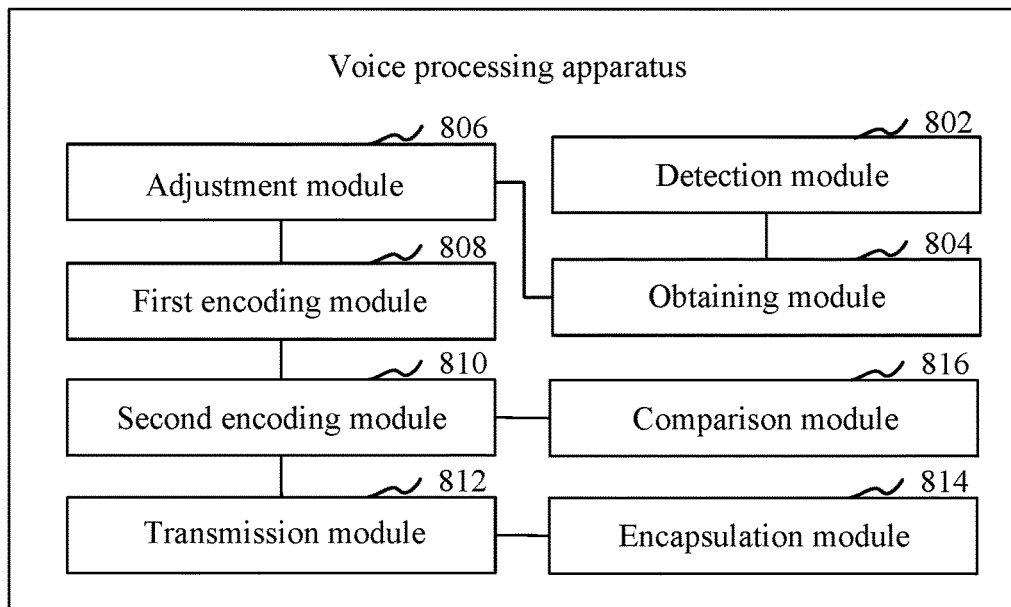 Voice processing apparatus
806
802
Adjustment module
Detection module
808
804
First encoding module
Obtaining module
810
816
Second encoding module
Comparison module
812
814
Transmission module
Encapsulation module